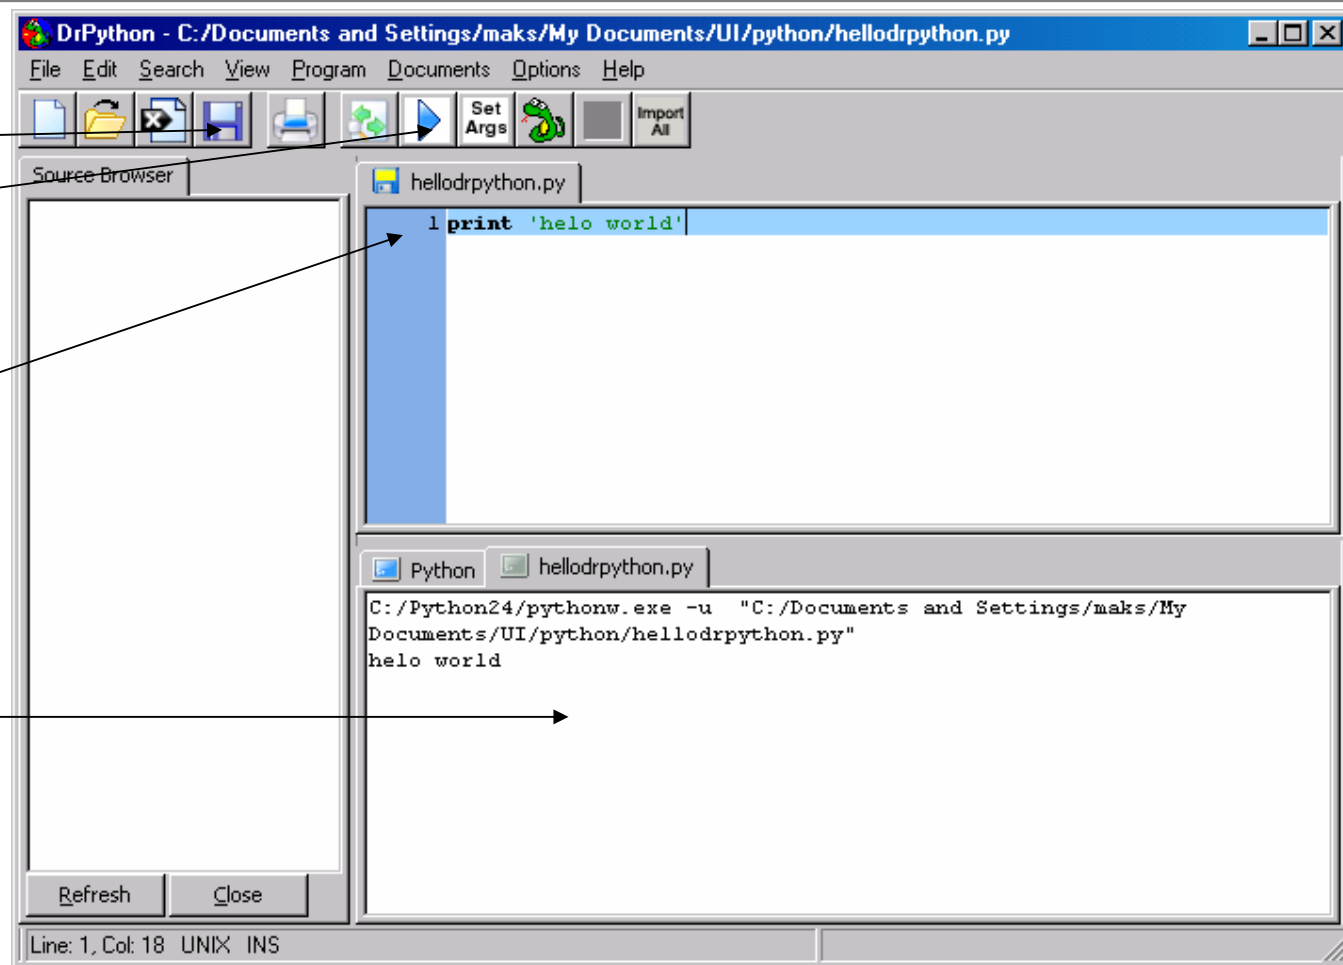 DrPython - C:/Documents and Settings/maks/My Documents/UI/python/hellodrpython.py
File Edit Search View Program Documents Options Help
Set Args
Import All
Source Browser
hellodrpython.py
1 print 'helo world'
Python hellodrpython.py
C:/Python24/pythonw.exe -u "C:/Documents and Settings/maks/My
Documents/UI/python/hellodrpython.py"
helo world
Refresh Close
Line: 1, Col: 18 UNIX INS